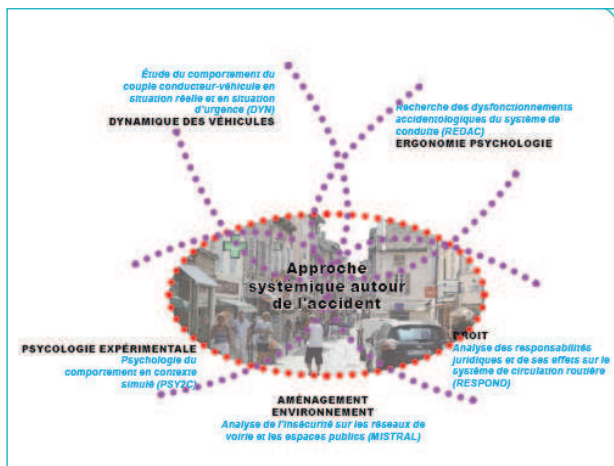 Étude du comportement du
couple conducteur-véhicule en
situation réelle et en situation
d'urgence (DYN)
DYNAMIQUE DES VÉHICULES
Recherche des dysfonctionnements
accidentologiques du système de
conduite (REDAC)
ERGONOMIE PSYCHOLOGIE
Approche
systémique autour
de l'accident
PSYCOLOGIE EXPÉRIMENTALE
Psychologie du
comportement en contexte
simulé (PSY2C)
DROIT
Analyse des responsabilités
juridiques et de ses effets sur le
système de circulation routière
(RESPOND)
AMÉNAGEMENT
ENVIRONNEMENT
Analyse de l'insécurité sur les réseaux de
voirie et les espaces publics (MISTRAL)